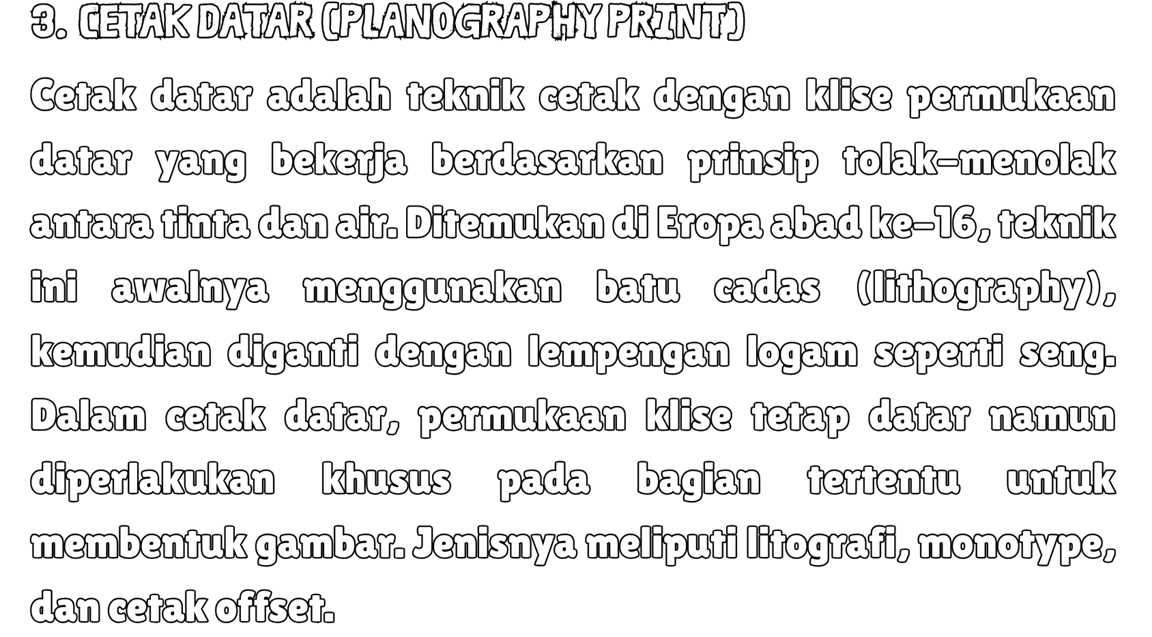 3. CETAK DATAR (PLANOGRAPHY PRINT)
Cetak datar adalah teknik cetak dengan klise permukaan
datar yang bekerja berdasarkan prinsip tolak-menolak
antara tinta dan air. Ditemukan di Eropa abad ke-16, teknik
ini awalnya menggunakan batu cadas (lithography),
kemudian diganti dengan lempengan logam seperti seng.
Dalam cetak datar, permukaan klise tetap datar namun
diperlakukan khusus pada bagian tertentu untuk
membentuk gambar. Jenisnya meliputi litografi, monotype,
dan cetak offset.